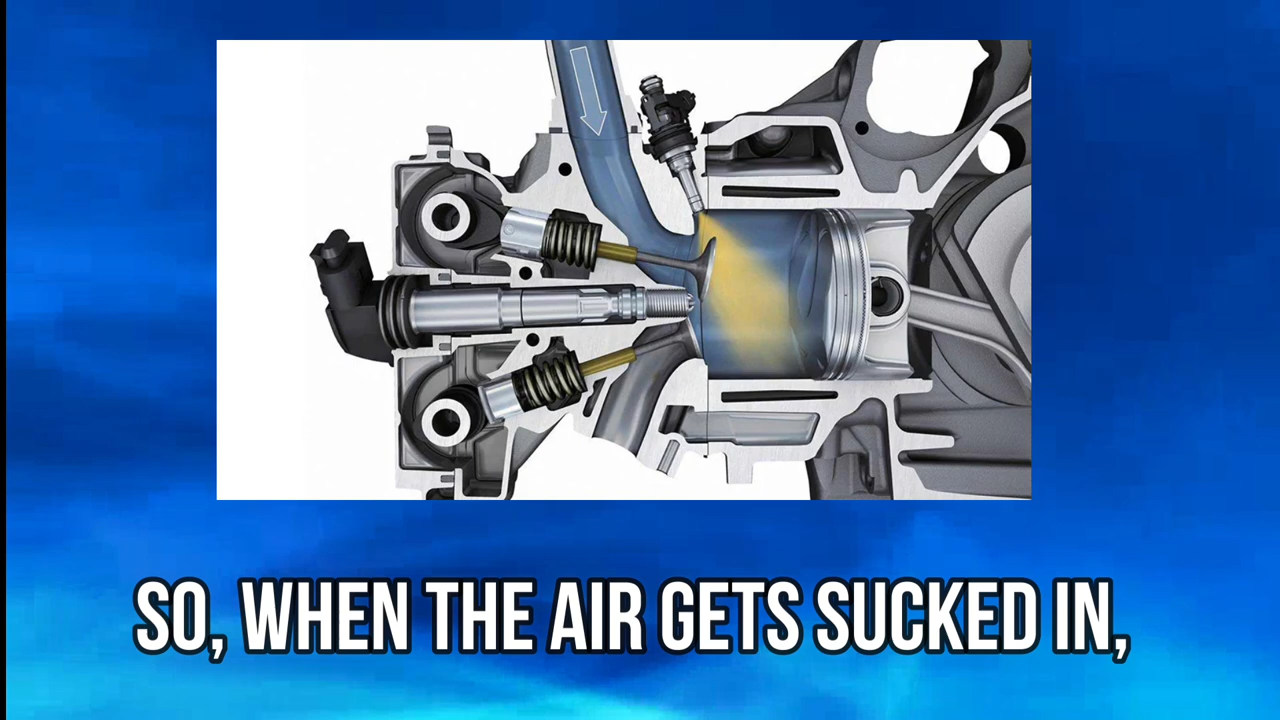 SO, WHEN THE AIR GETS SUCKED IN,